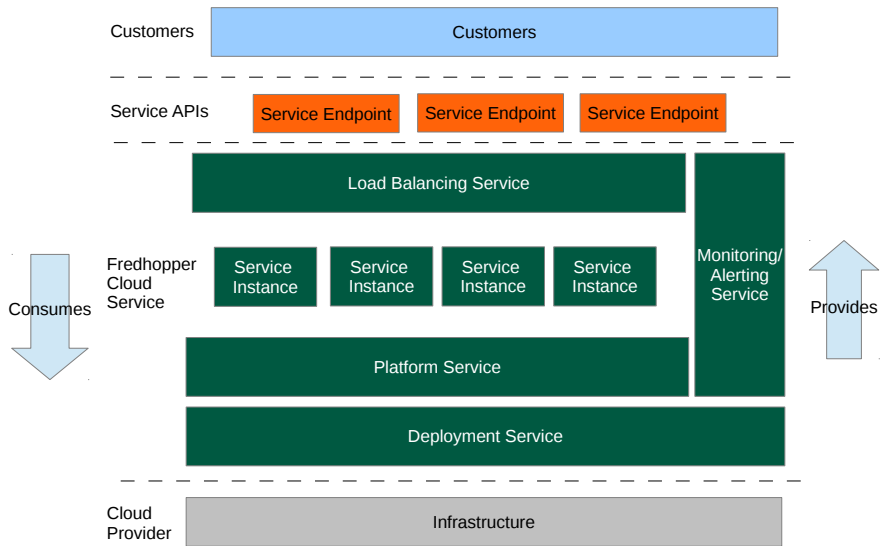 Customers
Customers
Service APIs
Service Endpoint
Service Endpoint
Service Endpoint
Load Balancing Service
Monitoring/
Alerting
Service
Fredhopper
Cloud
Service
Service
Instance
Service
Instance
Service
Instance
Service
Instance
Consumes
Provides
Platform Service
Deployment Service
Cloud
Provider
Infrastructure